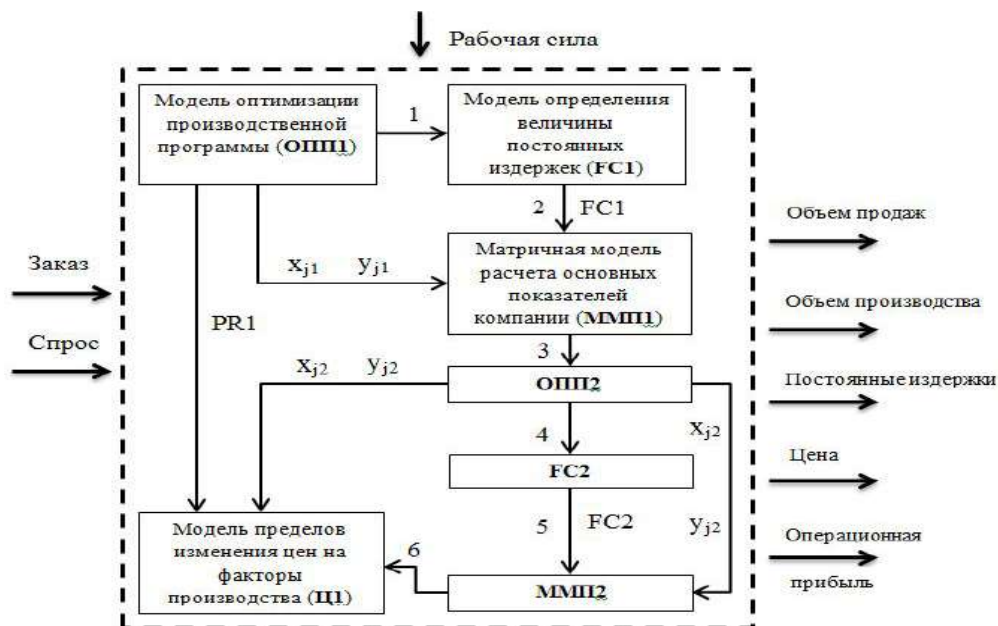 Рабочая сила
Модель оптимизации
производственной
программы (ОПП1)
1
Модель определения
величины
постоянных
издержек (FC1)
2
FC1
Объем продаж
Заказ
xj1 yj1
Матричная модель
расчета основных
показателей
компании (ММП1)
Объем производства
PR1
Спрос
3
xj2 yj2
ОПП2
Постоянные издержки
xj2
4
FC2
Цена
Модель пределов
изменения цен на
факторы
производства (Ц1)
5
FC2
yj2
6
ММП2
Операционная
прибыль